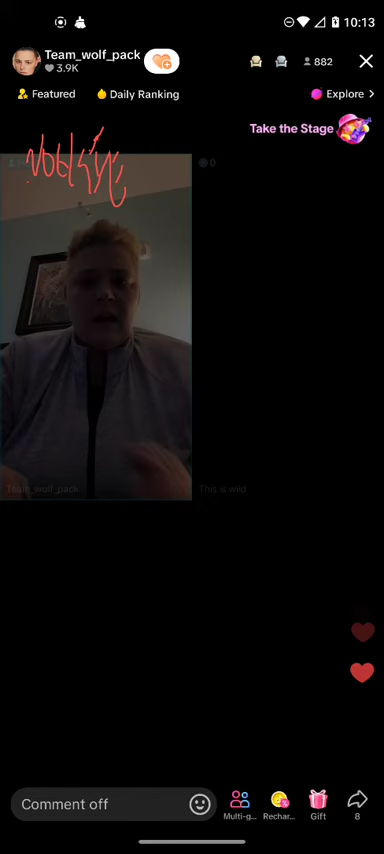 10:13
Team_wolf_pack
3.9K
882
Featured
Daily Ranking
Explore >
Take the Stage
0
Team_wolf_pack
This is wild
Comment off
Multi-g...
Rechar...
Gift
8